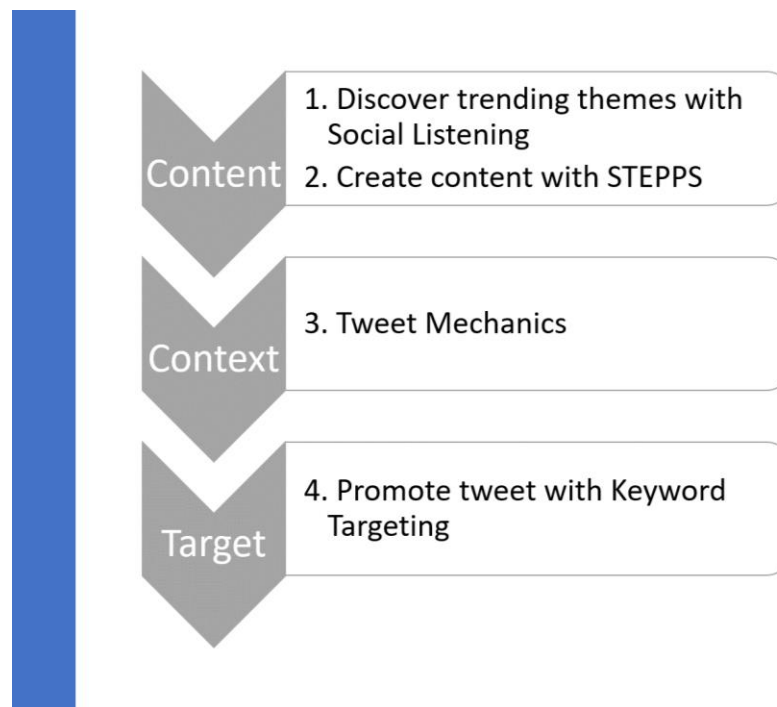 Content
1. Discover trending themes with
Social Listening
2. Create content with STEPPS
Context
3. Tweet Mechanics
Target
4. Promote tweet with Keyword
Targeting